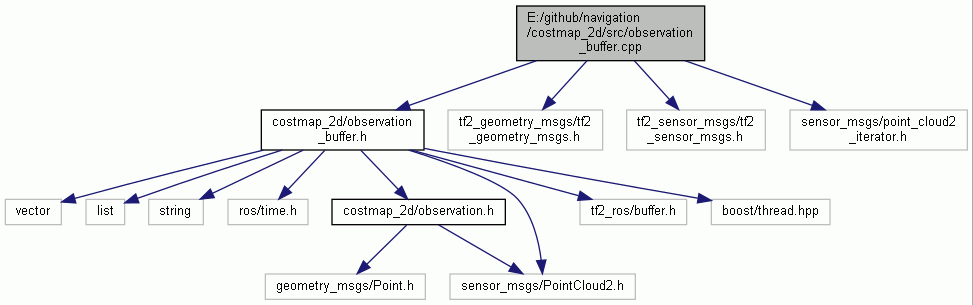 E:/github/navigation
/costmap_2d/src/observation
_buffer.cpp
costmap_2d/observation
_buffer.h
tf2_geometry_msgs/tf2
_geometry_msgs.h
tf2_sensor_msgs/tf2
_sensor_msgs.h
sensor_msgs/point_cloud2
_iterator.h
vector
list
string
ros/time.h
costmap_2d/observation.h
tf2_ros/buffer.h
boost/thread.hpp
geometry_msgs/Point.h
sensor_msgs/PointCloud2.h